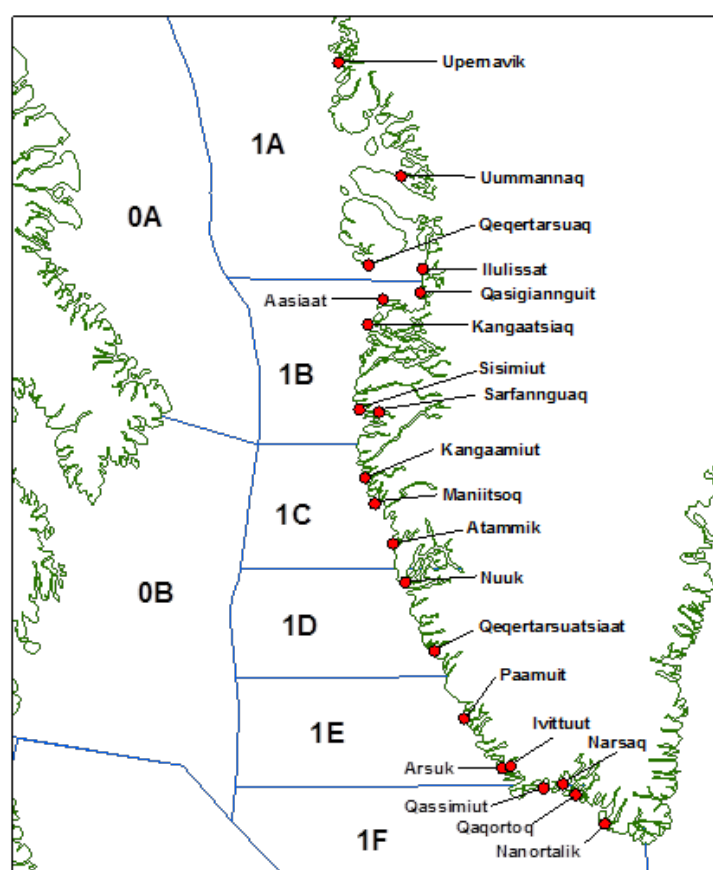 Upernavik
1A
Uummannaq
0A
Qeqertarsuaq
Ilulissat
Qasigiannguit
Aasiaat
Kangaatsiaq
Sisimiut
1B
Sarfannguaq
Kangaamiut
Maniitsoq
1C
Atammik
Nuuk
0B
1D
Qeqertarsuatsiaat
Paamuit
1E
Ivittuut
Narsaq
Arsuk
Qassimiut
Qaqortoq
1F
Nanortalik